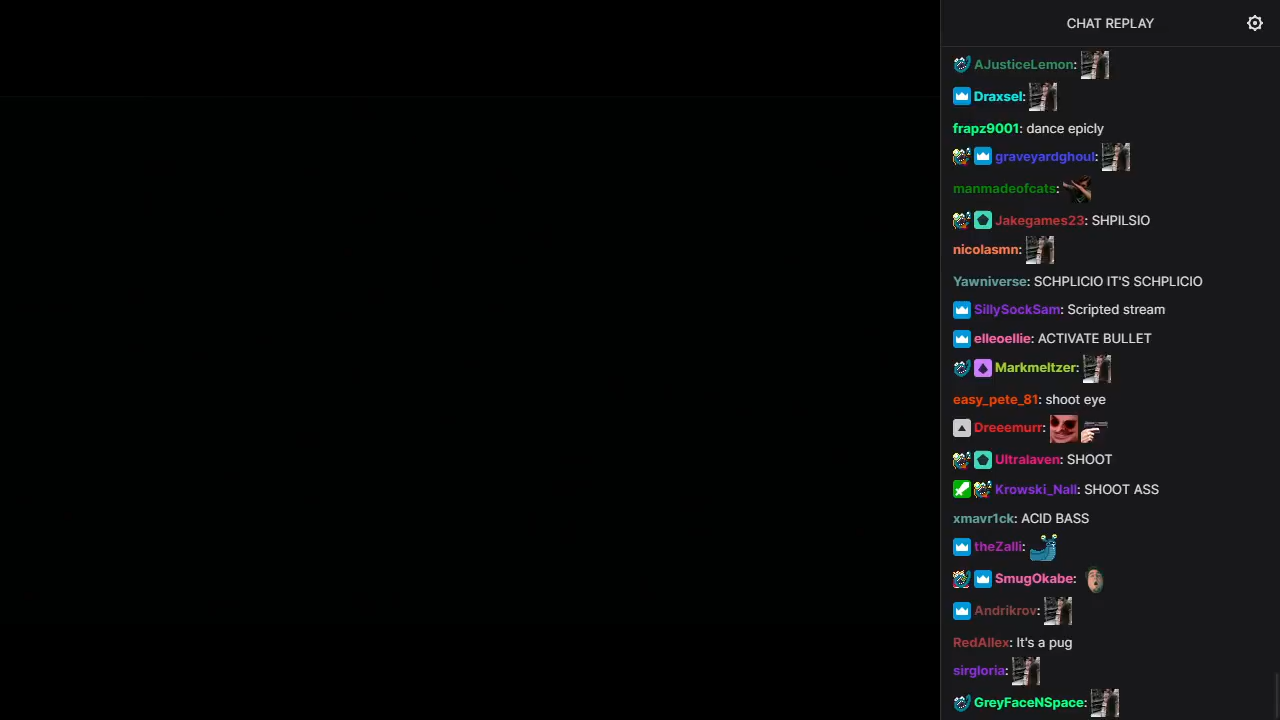 CHAT REPLAY
AJusticeLemon:
Draxsel:
frapz9001: dance epicly
graveyardghoul:
manmadeofcats:
Jakegames23: SHPILSIO
nicolasmn:
Yawniverse: SCHPLICIO IT'S SCHPLICIO
SillySockSam: Scripted stream
elleoellie: ACTIVATE BULLET
Markmeltzer:
easy_pete_81: shoot eye
Dreeemurr:
Ultralaven: SHOOT
Krowski_Nall: SHOOT ASS
xmavr1ck: ACID BASS
theZalli:
SmugOkabe:
Andrikrov:
RedAllex: It's a pug
sirgloria:
GreyFaceNSpace: